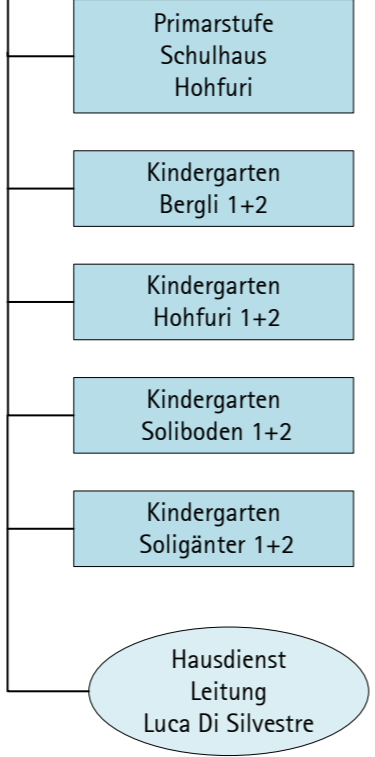 Primarstufe
Schulhaus
Hohfuri
Kindergarten
Bergli 1+2
Kindergarten
Hohfuri 1+2
Kindergarten
Soliboden 1+2
Kindergarten
Soligänter 1+2
Hausdienst
Leitung
Luca Di Silvestre